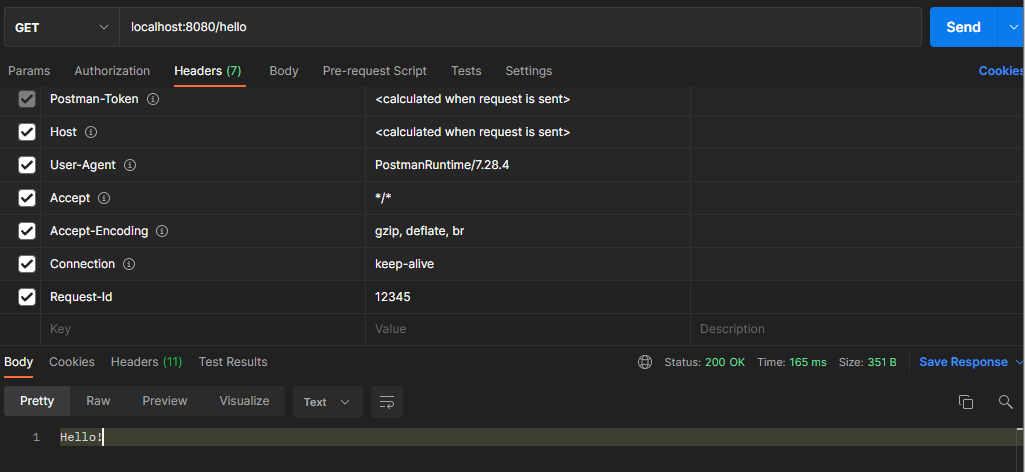 GET localhost:8080/hello Send
Params Authorization Headers (7) Body Pre-request Script Tests Settings Cookies
Postman-Token <calculated when request is sent>
Host <calculated when request is sent>
User-Agent PostmanRuntime/7.28.4
Accept */*
Accept-Encoding gzip, deflate, br
Connection keep-alive
Request-Id 12345
Key Value Description
Body Cookies Headers (11) Test Results Status: 200 OK Time: 165 ms Size: 351 B Save Response
Pretty Raw Preview Visualize Text
1 Hello!